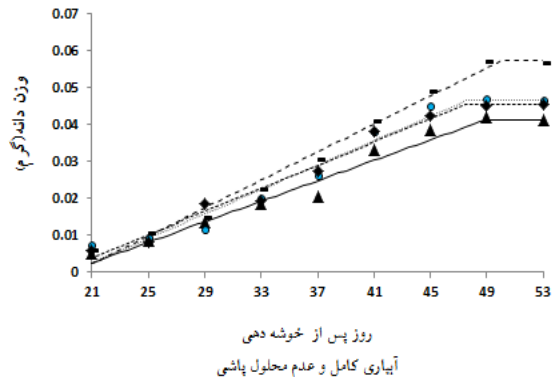 0.07
0.06
0.05
0.04
0.03
0.02
0.01
0
وزن دانه(گرم)
21 25 29 33 37 41 45 49 53
روز پس از خوشه دهی
آبیاری کامل و عدم محلول پاشی